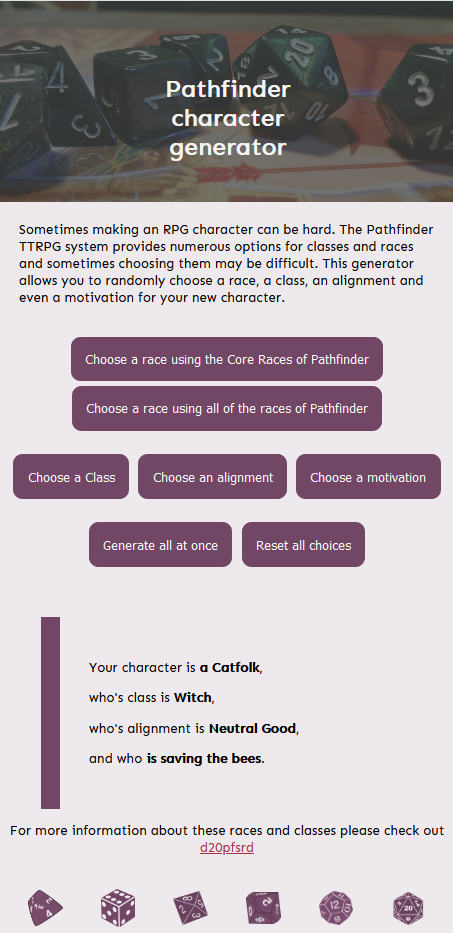 Pathfinder
character
generator
Sometimes making an RPG character can be hard. The Pathfinder
TTRPG system provides numerous options for classes and races
and sometimes choosing them may be difficult. This generator
allows you to randomly choose a race, a class, an alignment and
even a motivation for your new character.
Choose a race using the Core Races of Pathfinder
Choose a race using all of the races of Pathfinder
Choose a Class
Choose an alignment
Choose a motivation
Generate all at once
Reset all choices
Your character is a Catfolk,
who's class is Witch,
who's alignment is Neutral Good,
and who is saving the bees.
For more information about these races and classes please check out
d20pfsrd